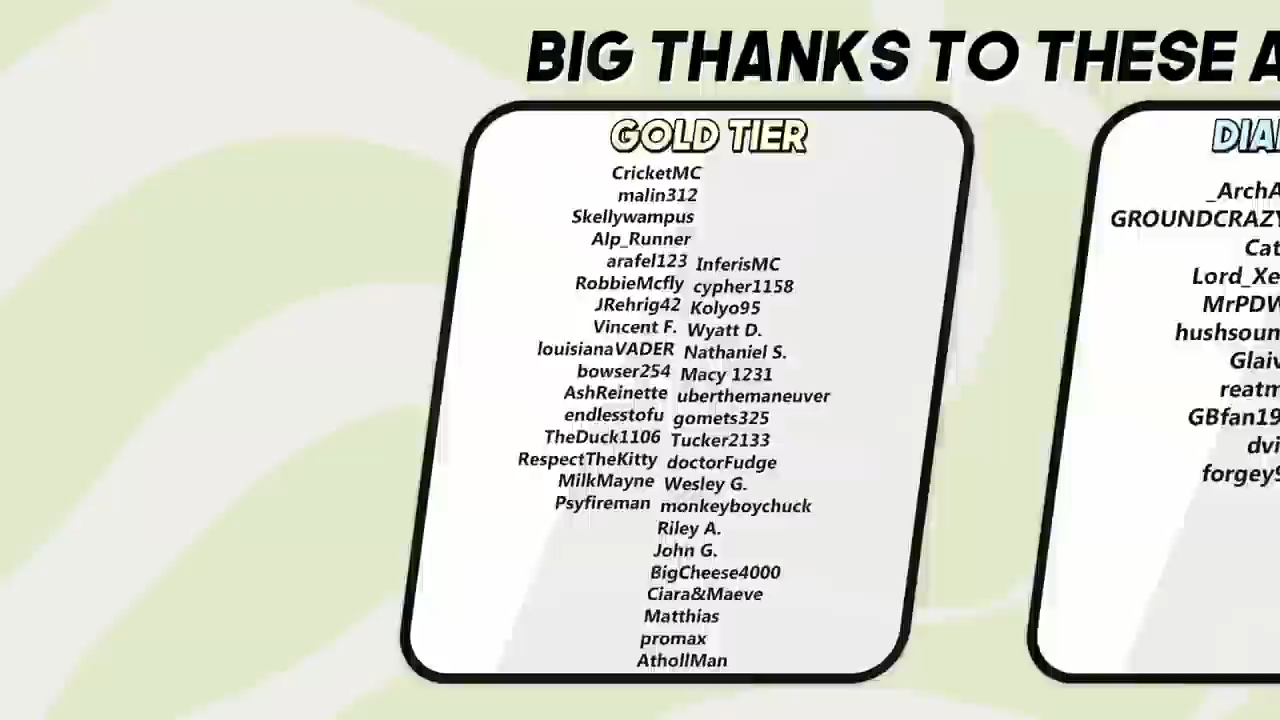 BIG THANKS TO THESE A
GOLD TIER
CricketMC
malin312
Skellywampus
Alp_Runner
arafel123
RobbieMcfly
JRehrig42
Vincent F.
louisianaVADER
bowser254
AshReinette
endlesstofu
TheDuck1106
RespectTheKitty
MilkMayne
Psyfireman
InferisMC
cypher1158
Kolyo95
Wyatt D.
Nathaniel S.
Macy 1231
uberthemaneuver
gomets325
Tucker2133
doctorFudge
Wesley G.
monkeyboychuck
Riley A.
John G.
BigCheese4000
Ciara&Maeve
Matthias
promax
AthollMan
DIA
_ArchA
GROUNDCRAZY
Cat
Lord_Xe
MrPDW
hushsoun
Glaiv
reatm
GBfan19
dvi
forgey9